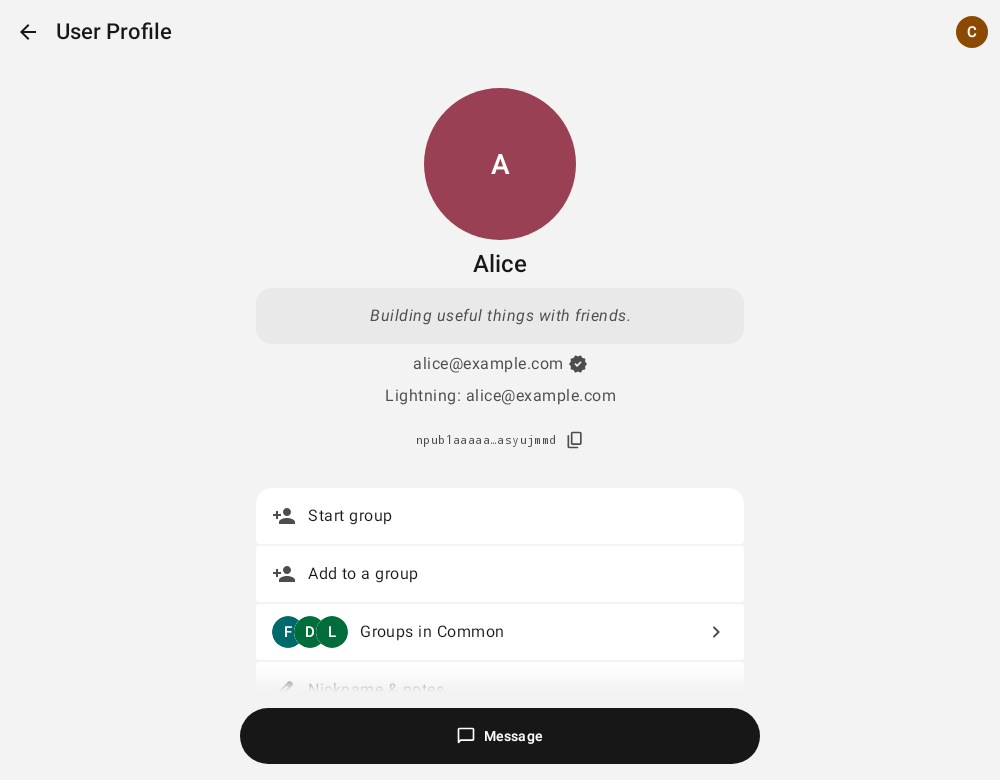 User Profile
C
A
Alice
Building useful things with friends.
alice@example.com
Lightning: alice@example.com
npub1aaaaa…asyujmmd
Start group
Add to a group
F D L Groups in Common
Nickname & notes
Message